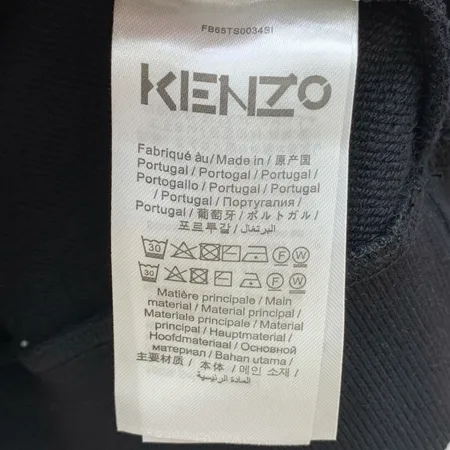 FB65TS0034SI
KENZO
Fabriqué au/Made in/原产国
Portugal / Portogal / Portugal /
Portogallo / Portugal / Portugal
/ Portugal / Португалия /
Portugal / 葡萄牙 / ポルトガル /
포르투갈 / البرتغال
30 F W
30 F W
Matière principale / Main
material / Material principal /
Materiale principale / Material
principal / Hauptmaterial /
Hoofdmateriaal / Основной
материал / Bahan utama /
主要材质 / 本体 / 메인 소재 /
المادة الرئيسية